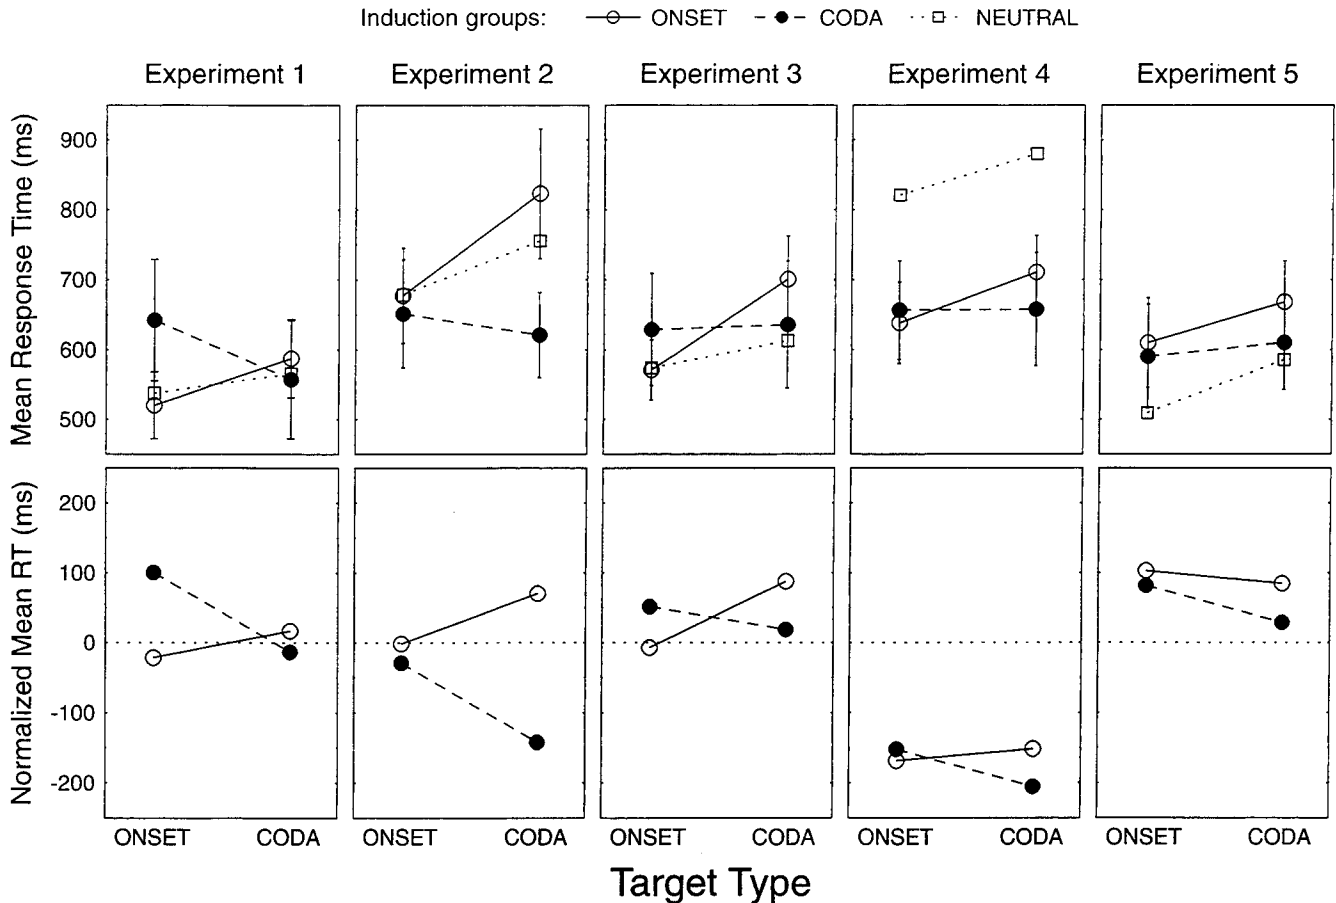 Induction groups: ONSET CODA NEUTRAL
Experiment 1 Experiment 2 Experiment 3 Experiment 4 Experiment 5
Mean Response Time (ms)
900
800
700
600
500
Normalized Mean RT (ms)
200
100
0
-100
-200
ONSET CODA ONSET CODA ONSET CODA ONSET CODA ONSET CODA
Target Type